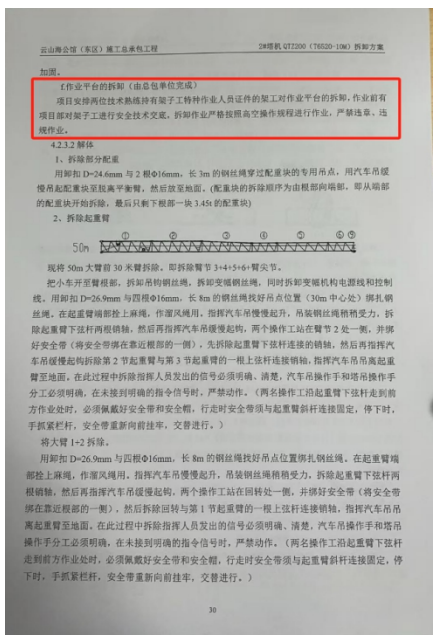 云山海公馆（东区）施工总承包工程 2#塔机 QTZ200（T6520-10M）拆卸方案
加固。
f.作业平台的拆卸（由总包单位完成）
项目安排两位技术熟练持有架子工特种作业人员证件的架工对作业平台的拆卸，作业前有
项目部对架子工进行安全技术交底。拆卸作业严格按照高空操作规程进行作业，严禁违章、违
规作业。
4.2.3.2 解体
1、拆除部分配重
用卸扣 D=24.6mm 与 2 根Φ16mm，长 3m 的钢丝绳穿过配重块的专用吊点，用汽车吊缓
慢吊起配重块至脱离平衡臂，然后放至地面。(配重块的拆除顺序为由根部向端部，即从端部
的配重块开始拆除，最后只剩下根部一块 3.45t 的配重块)
2、拆除起重臂
① ② ③ ④ ⑤ ⑥ ⑨
50m
现将 50m 大臂前 30 米臂拆除。即拆除臂节 3+4+5+6+臂尖节。
把小车开至臂根部，拆卸吊钩钢丝绳，拆卸变幅钢丝绳，同时拆卸变幅机构电源线和控制
线。用卸扣 D=26.9mm 与四根Φ16mm，长 8m 的钢丝绳找好吊点位置（30m 中心处）绑扎钢
丝绳。在起重臂端部拴上麻绳，作溜风绳用。指挥汽车吊慢慢起升，吊装钢丝绳稍稍受力，拆
除起重臂下弦杆两根销轴，然后再指挥汽车吊缓慢起钩，两个操作工站在臂节 2 处一侧，并绑
好安全带（将安全带绑在靠近根部的一侧），先拆除起重臂下弦杆连接的销轴，然后再指挥汽
车吊缓慢起钩拆除第 2 节起重臂与第 3 节起重臂的一根上弦杆连接销轴，指挥汽车吊吊离起重
臂至地面。在此过程中拆除指挥人员发出的信号必须明确、清楚，汽车吊操作手和塔吊操作手
分工必须明确，在未接到明确的指令信号时，严禁动作。（两名操作工沿起重臂下弦杆走到前
方作业处时，必须佩戴好安全带和安全帽，行走时安全带须与起重臂斜杆连接固定，停下时，
手抓紧栏杆，安全带重新向前挂牢，交替进行。）
将大臂 1+2 拆除。
用卸扣 D=26.9mm 与四根Φ16mm，长 8m 的钢丝绳找好吊点位置绑扎钢丝绳。在起重臂端
部拴上麻绳，作溜风绳用。指挥汽车吊慢慢起升，吊装钢丝绳稍稍受力，拆除起重臂下弦杆两
根销轴，然后再指挥汽车吊缓慢起钩，两个操作工站在回转处一侧，并绑好安全带（将安全带
绑在靠近根部的一侧），然后拆除回转与第 1 节起重臂的一根上弦杆连接销轴，指挥汽车吊吊
离起重臂至地面。在此过程中拆除指挥人员发出的信号必须明确、清楚，汽车吊操作手和塔吊
操作手分工必须明确，在未接到明确的指令信号时，严禁动作。（两名操作工沿起重臂下弦杆
走到前方作业处时，必须佩戴好安全带和安全帽，行走时安全带须与起重臂斜杆连接固定，停
下时，手抓紧栏杆，安全带重新向前挂牢，交替进行。）
30